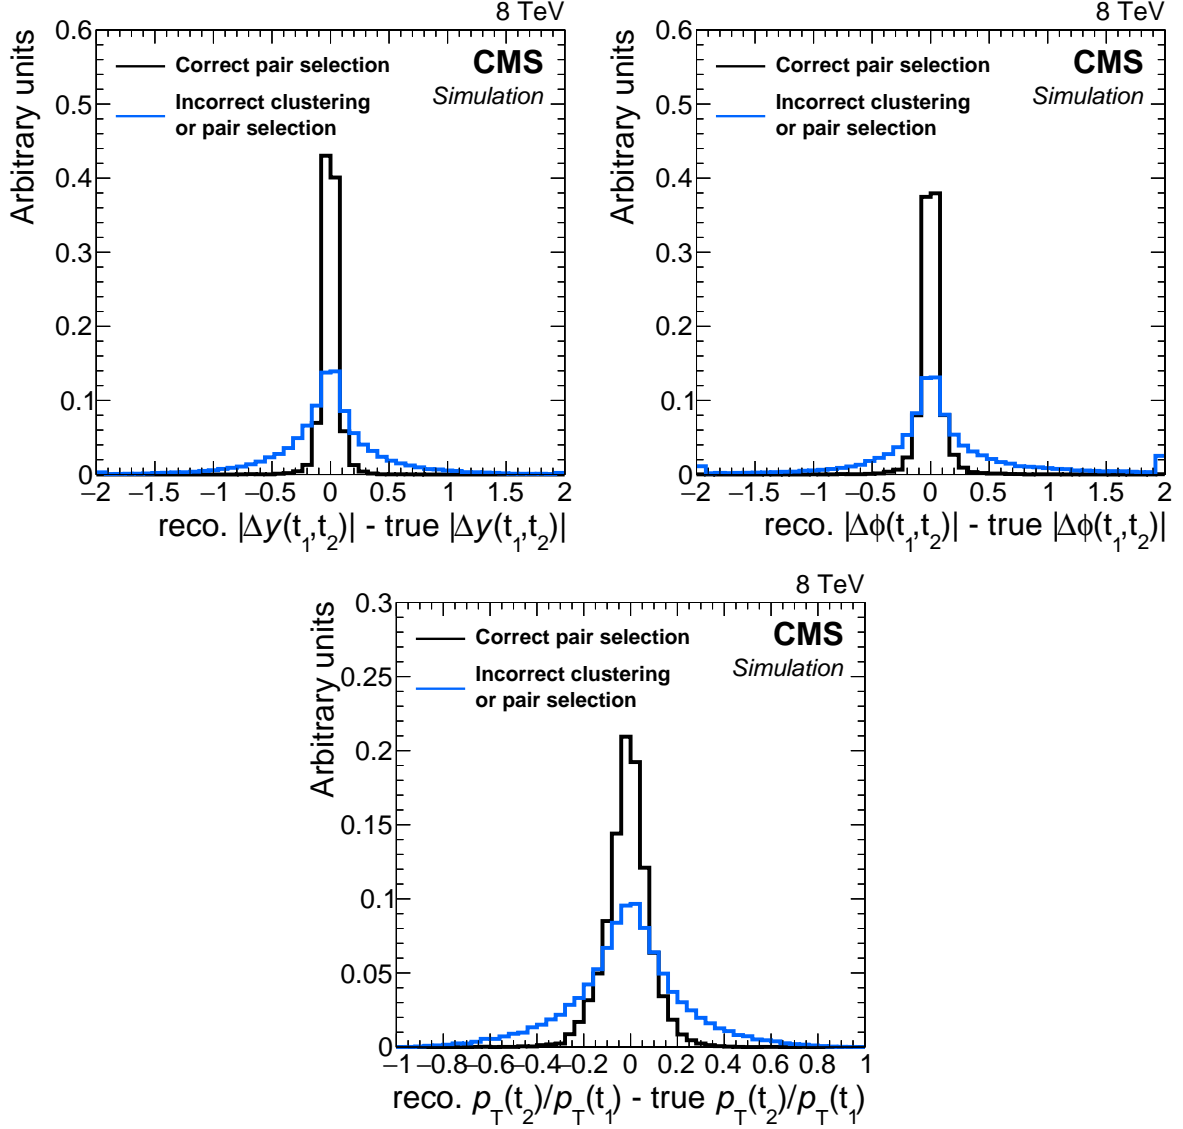 8 TeV
Arbitrary units
0.6
0.5
0.4
0.3
0.2
0.1
0
Correct pair selection
Incorrect clustering
or pair selection
CMS
Simulation
−2 −1.5 −1 −0.5 0 0.5 1 1.5 2
reco. |Δy(t1,t2)| - true |Δy(t1,t2)|
8 TeV
Arbitrary units
0.6
0.5
0.4
0.3
0.2
0.1
0
Correct pair selection
Incorrect clustering
or pair selection
CMS
Simulation
−2 −1.5 −1 −0.5 0 0.5 1 1.5 2
reco. |Δϕ(t1,t2)| - true |Δϕ(t1,t2)|
8 TeV
Arbitrary units
0.3
0.25
0.2
0.15
0.1
0.05
0
Correct pair selection
Incorrect clustering
or pair selection
CMS
Simulation
−1 −0.8 −0.6 −0.4 −0.2 0 0.2 0.4 0.6 0.8 1
reco. pT(t2)/pT(t1) - true pT(t2)/pT(t1)